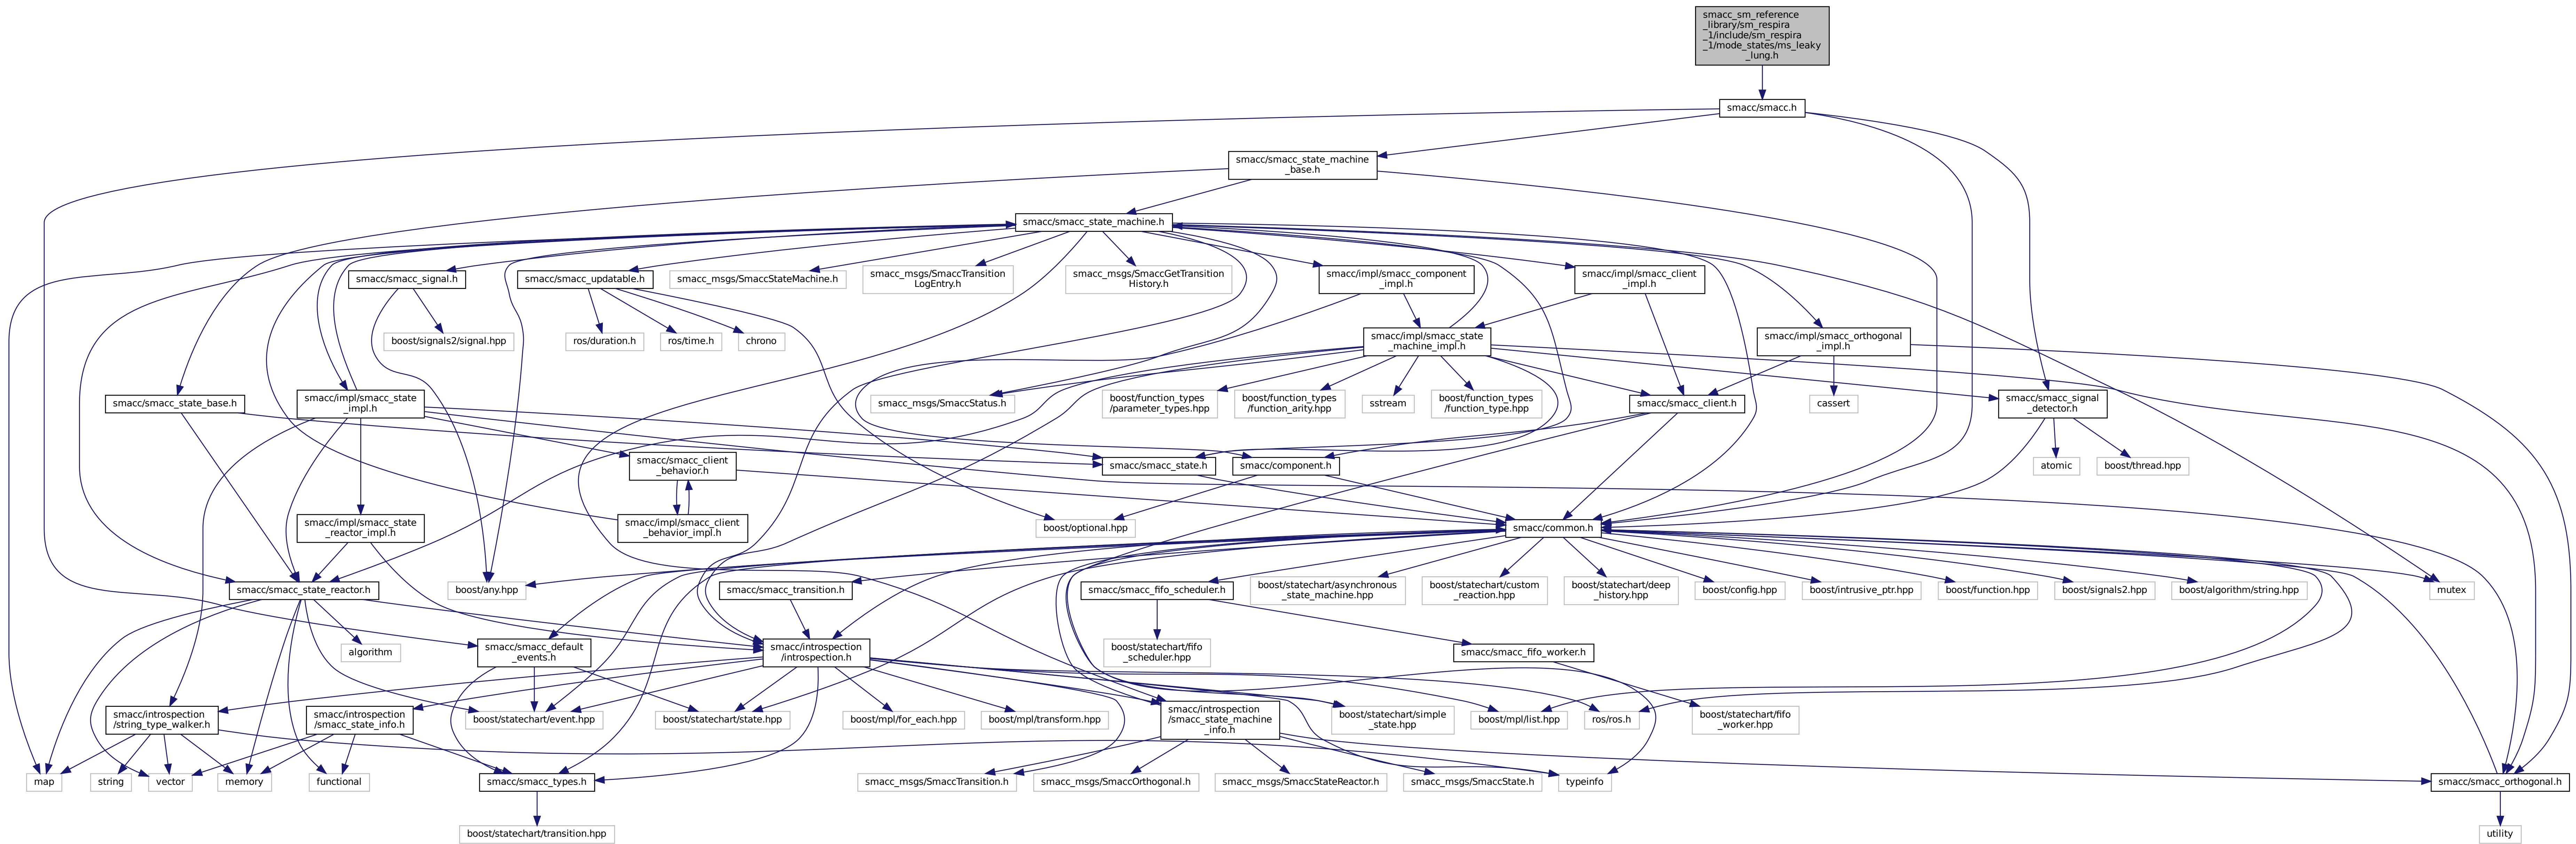 smacc_sm_reference
_library/sm_respira
_1/include/sm_respira
_1/mode_states/ms_leaky
_lung.h
smacc/smacc.h
smacc/smacc_state_machine
_base.h
smacc/smacc_state_machine.h
smacc/smacc_signal.h
smacc/smacc_updatable.h
smacc_msgs/SmaccStateMachine.h
smacc_msgs/SmaccTransition
LogEntry.h
smacc_msgs/SmaccGetTransition
History.h
smacc/impl/smacc_component
_impl.h
smacc/impl/smacc_client
_impl.h
boost/signals2/signal.hpp
ros/duration.h
ros/time.h
chrono
smacc/impl/smacc_state
_machine_impl.h
smacc/impl/smacc_orthogonal
_impl.h
smacc/smacc_state_base.h
smacc/impl/smacc_state
_impl.h
smacc_msgs/SmaccStatus.h
boost/function_types
/parameter_types.hpp
boost/function_types
/function_arity.hpp
sstream
boost/function_types
/function_type.hpp
smacc/smacc_client.h
cassert
smacc/smacc_signal
_detector.h
smacc/smacc_client
_behavior.h
smacc/smacc_state.h
smacc/component.h
atomic
boost/thread.hpp
smacc/impl/smacc_state
_reactor_impl.h
smacc/impl/smacc_client
_behavior_impl.h
boost/optional.hpp
smacc/common.h
smacc/smacc_state_reactor.h
boost/any.hpp
smacc/smacc_transition.h
smacc/smacc_fifo_scheduler.h
boost/statechart/asynchronous
_state_machine.hpp
boost/statechart/custom
_reaction.hpp
boost/statechart/deep
_history.hpp
boost/config.hpp
boost/intrusive_ptr.hpp
boost/function.hpp
boost/signals2.hpp
boost/algorithm/string.hpp
mutex
algorithm
smacc/smacc_default
_events.h
smacc/introspection
/introspection.h
boost/statechart/fifo
_scheduler.hpp
smacc/smacc_fifo_worker.h
smacc/introspection
/string_type_walker.h
smacc/introspection
/smacc_state_info.h
boost/statechart/event.hpp
boost/statechart/state.hpp
boost/mpl/for_each.hpp
boost/mpl/transform.hpp
smacc/introspection
/smacc_state_machine
_info.h
boost/statechart/simple
_state.hpp
boost/mpl/list.hpp
ros/ros.h
boost/statechart/fifo
_worker.hpp
map
string
vector
memory
functional
smacc/smacc_types.h
smacc_msgs/SmaccTransition.h
smacc_msgs/SmaccOrthogonal.h
smacc_msgs/SmaccStateReactor.h
smacc_msgs/SmaccState.h
typeinfo
smacc/smacc_orthogonal.h
boost/statechart/transition.hpp
utility